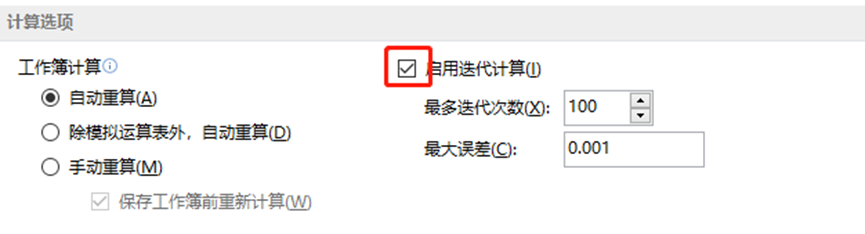 计算选项
工作簿计算
自动重算(A)
除模拟运算表外，自动重算(D)
手动重算(M)
保存工作簿前重新计算(W)
启用迭代计算(I)
最多迭代次数(X): 100
最大误差(C): 0.001